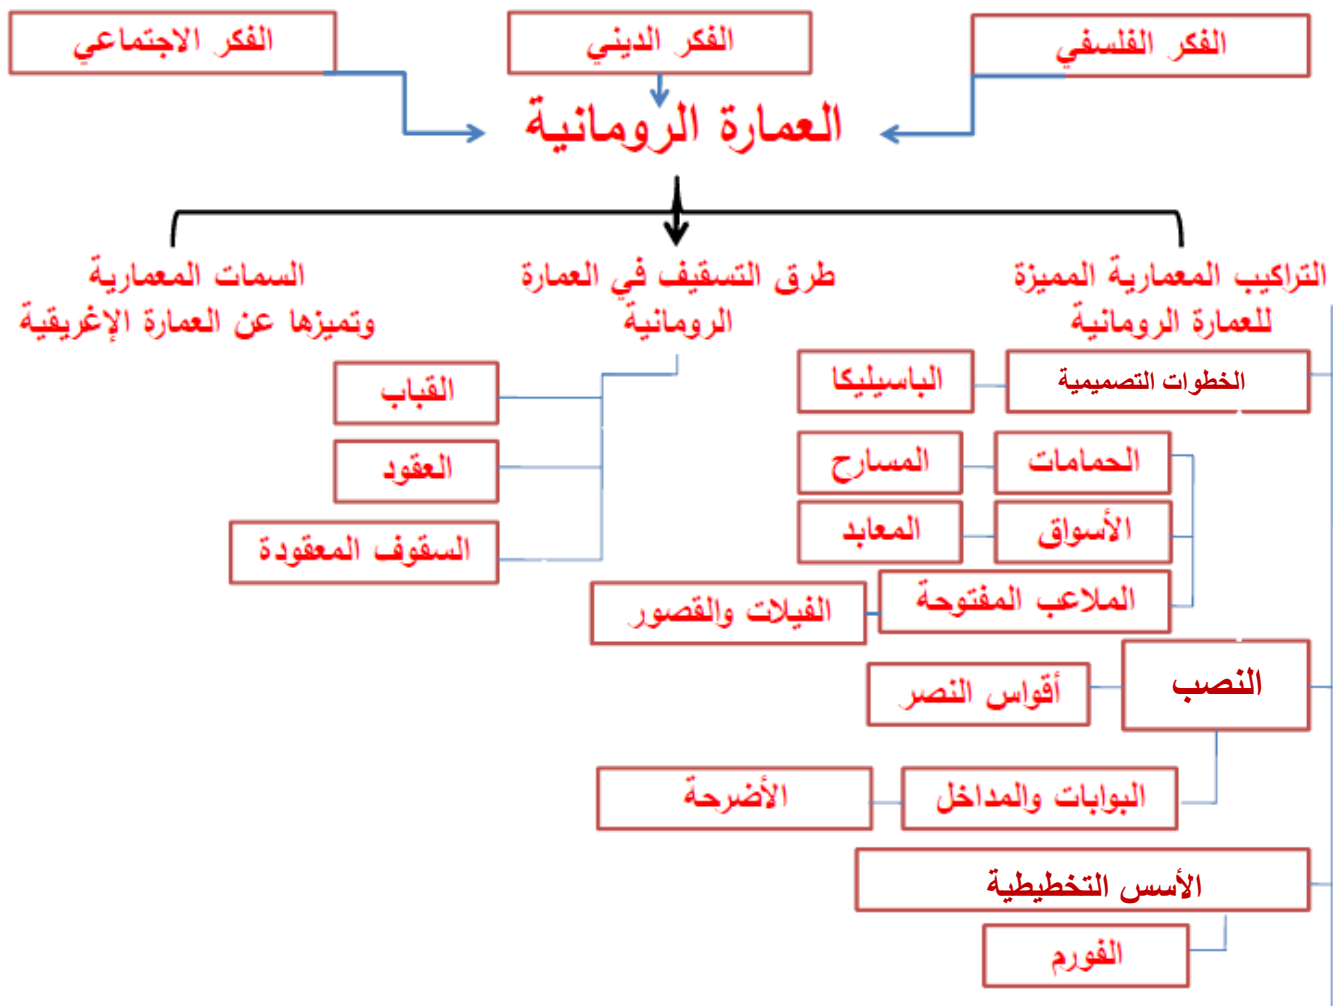 الفكر الفلسفي
الفكر الديني
الفكر الاجتماعي
العمارة الرومانية
التراكيب المعمارية المميزة
للعمارة الرومانية
طرق التسقيف في العمارة
الرومانية
السمات المعمارية
وتميزها عن العمارة الإغريقية
الخطوات التصميمية
الباسيليكا
القباب
الحمامات
المسارح
العقود
الأسواق
المعابد
السقوف المعقودة
الملاعب المفتوحة
الفيلات والقصور
النصب
أقواس النصر
البوابات والمداخل
الأضرحة
الأسس التخطيطية
الفورم